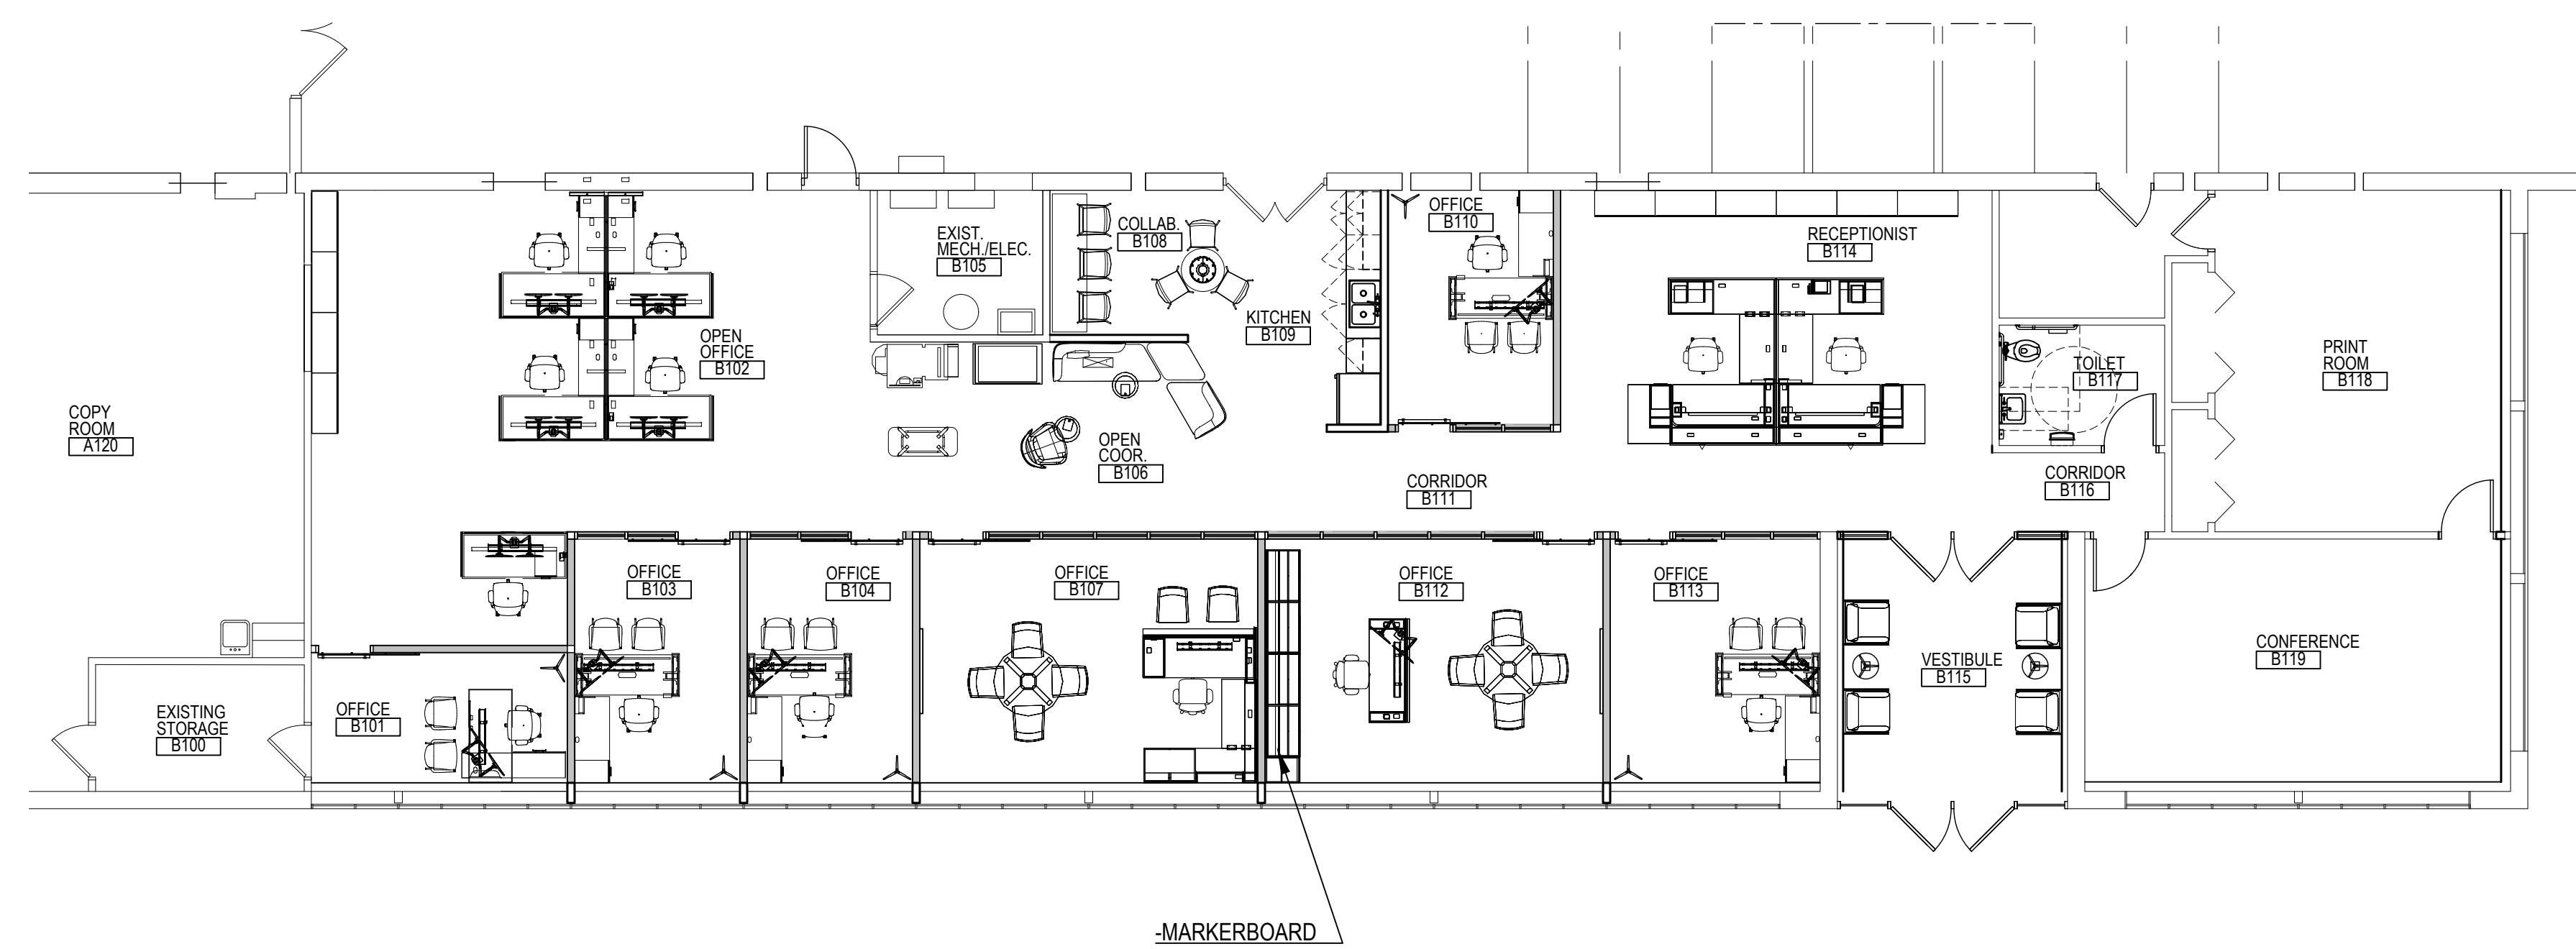 OFFICE
B110
COLLAB.
B108
EXIST.
MECH./ELEC.
B105
RECEPTIONIST
B114
KITCHEN
B109
OPEN
OFFICE
B102
PRINT
ROOM
B118
TOILET
B117
COPY
ROOM
A120
OPEN
COOR.
B106
CORRIDOR
B111
CORRIDOR
B116
OFFICE
B103
OFFICE
B104
OFFICE
B107
OFFICE
B112
OFFICE
B113
CONFERENCE
B119
VESTIBULE
B115
OFFICE
B101
EXISTING
STORAGE
B100
-MARKERBOARD